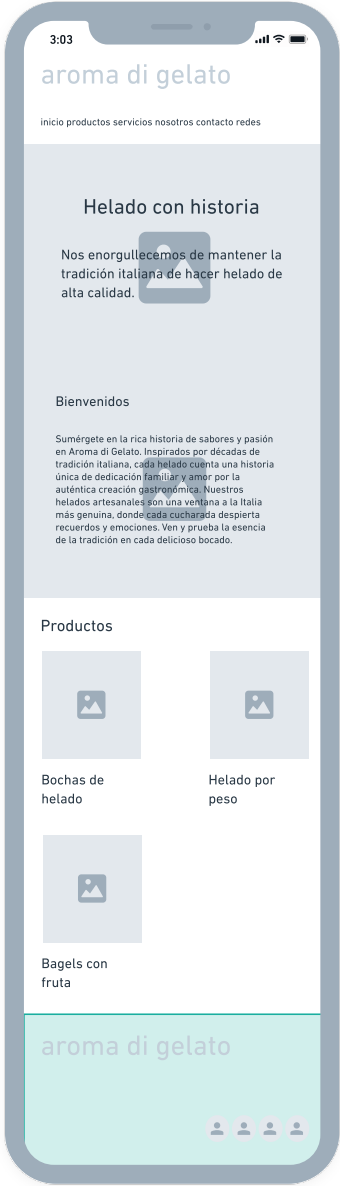 3:03
aroma di gelato
inicio productos servicios nosotros contacto redes
Helado con historia
Nos enorgullecemos de mantener la
tradición italiana de hacer helado de
alta calidad.
Bienvenidos
Sumérgete en la rica historia de sabores y pasión
en Aroma di Gelato. Inspirados por décadas de
tradición italiana, cada helado cuenta una historia
única de dedicación familiar y amor por la
auténtica creación gastronómica. Nuestros
helados artesanales son una ventana a la Italia
más genuina, donde cada cucharada despierta
recuerdos y emociones. Ven y prueba la esencia
de la tradición en cada delicioso bocado.
Productos
Bochas de
helado
Helado por
peso
Bagels con
fruta
aroma di gelato